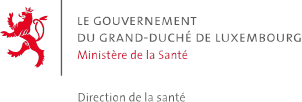 LE GOUVERNEMENT
DU GRAND-DUCHÉ DE LUXEMBOURG
Ministère de la Santé
Direction de la santé